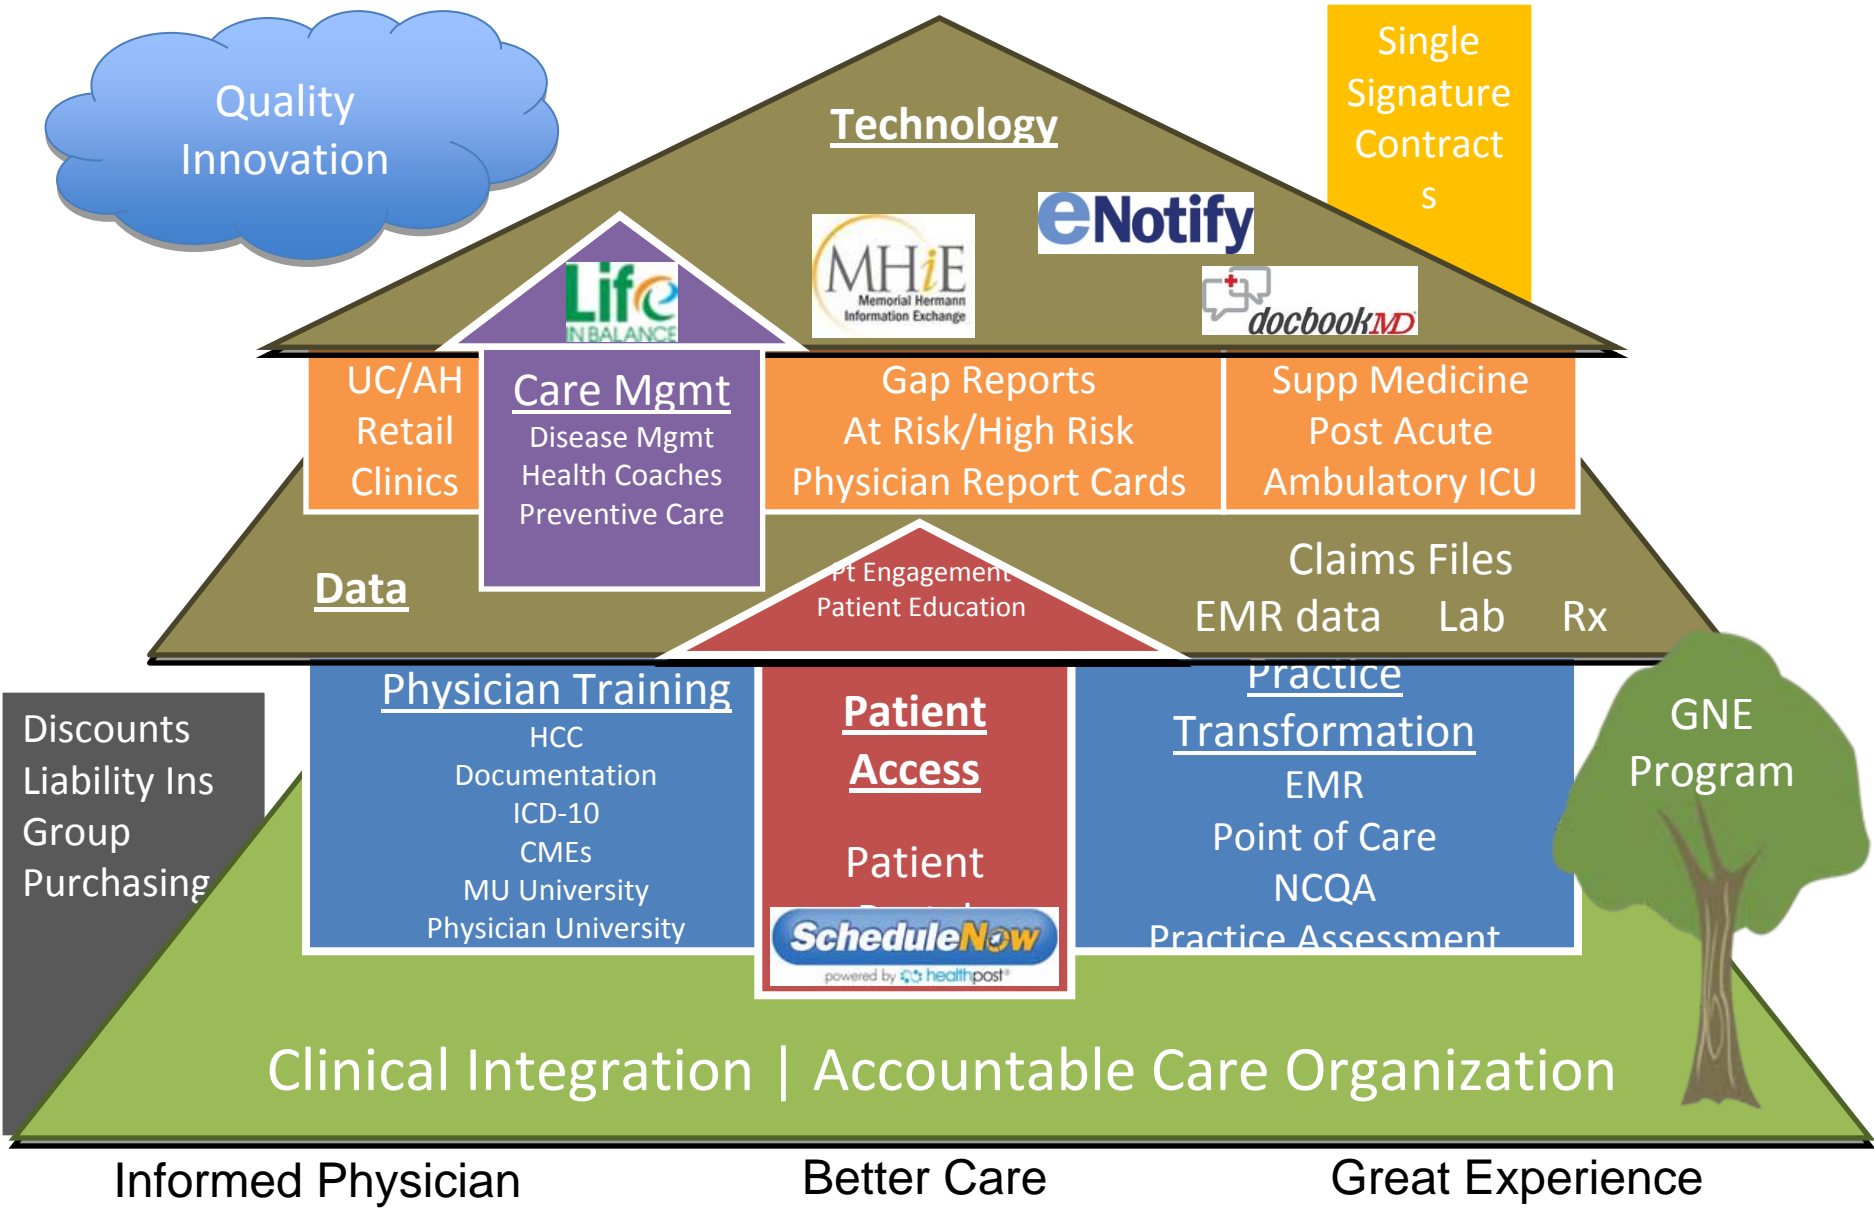 Quality
Innovation
Single
Signature
Contract
s
Technology
eNotify
MHiE
Memorial Hermann
Information Exchange
Life
IN BALANCE
docbookMD
UC/AH
Retail
Clinics
Care Mgmt
Disease Mgmt
Health Coaches
Preventive Care
Gap Reports
At Risk/High Risk
Physician Report Cards
Supp Medicine
Post Acute
Ambulatory ICU
Data
Pt Engagement
Patient Education
Claims Files
EMR data Lab Rx
Discounts
Liability Ins
Group
Purchasing
Physician Training
HCC
Documentation
ICD-10
CMEs
MU University
Physician University
Patient
Access
Patient
ScheduleNow
powered by healthpost®
Practice
Transformation
EMR
Point of Care
NCQA
Practice Assessment
GNE
Program
Clinical Integration | Accountable Care Organization
Informed Physician
Better Care
Great Experience